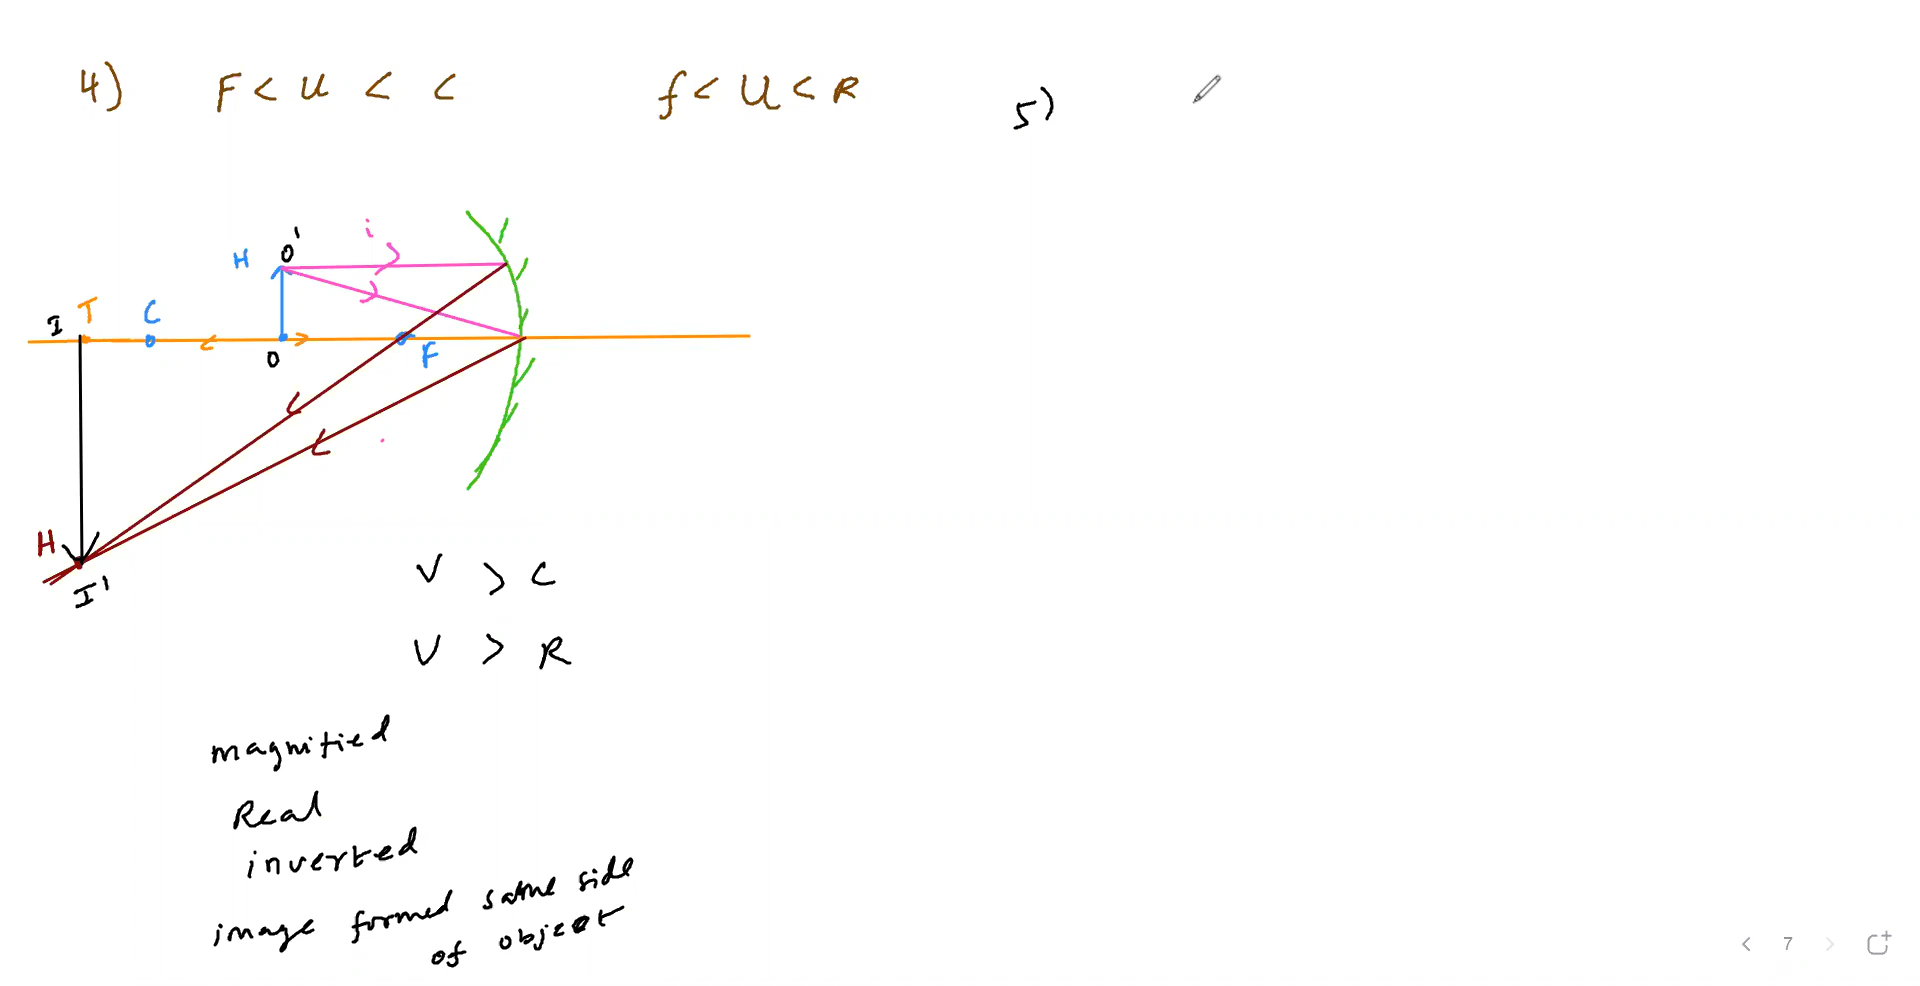 4) F < u < C f < U < R
5)
i
O'
H
I T C
O F
H
I'
V > C
V > R
magnified
Real
inverted
image formed same side
of object
7